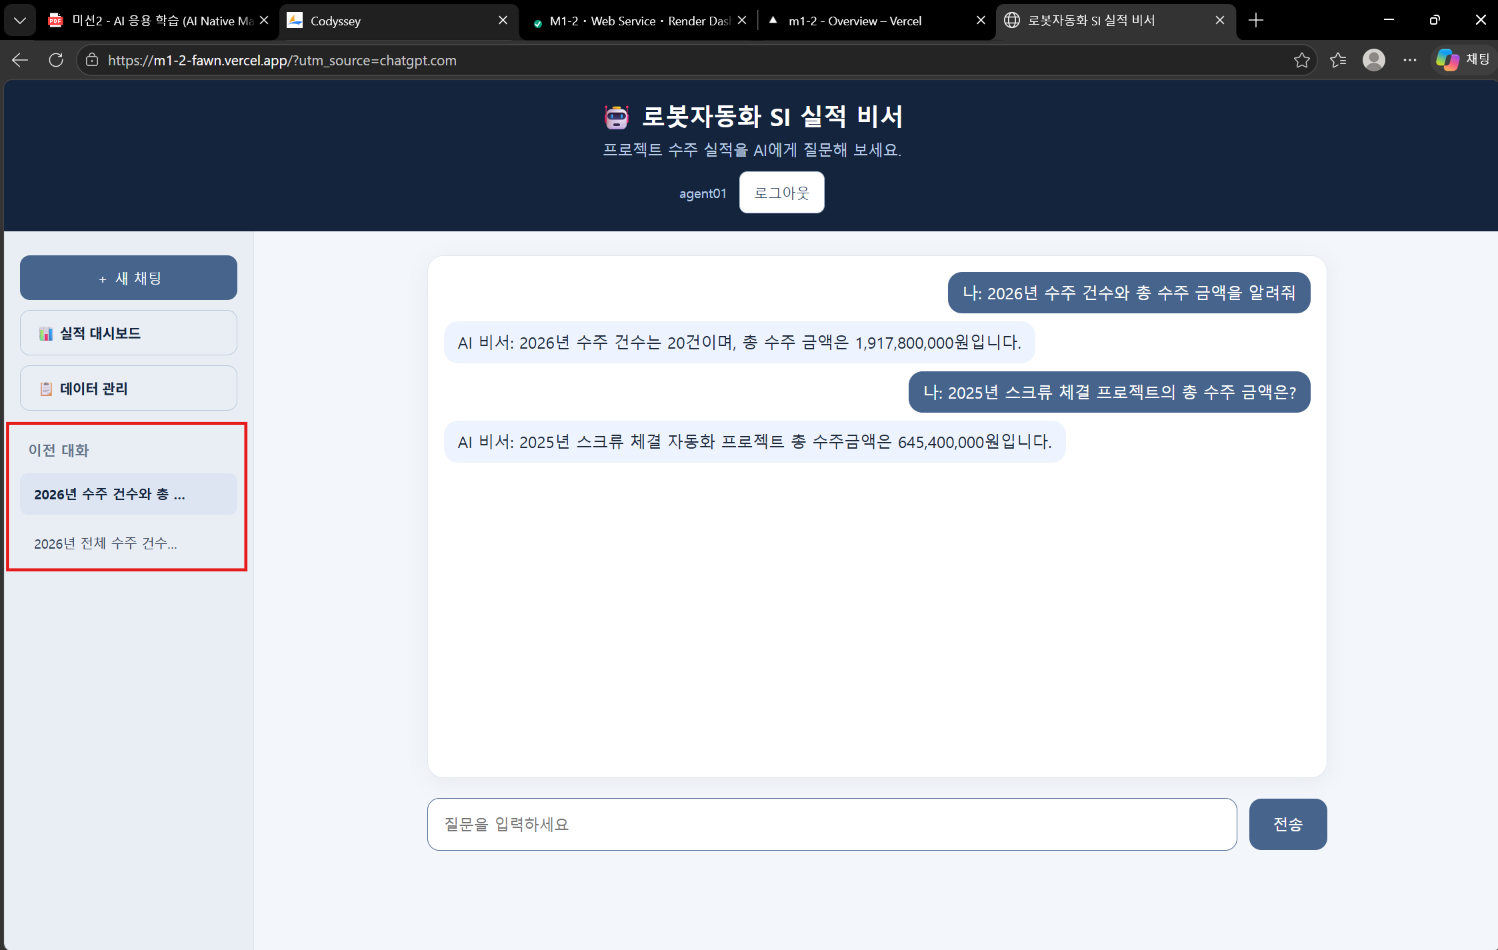 미션2 - AI 응용 학습 (AI Native Ma
Codyssey
M1-2 · Web Service · Render Dash
m1-2 - Overview – Vercel
로봇자동화 SI 실적 비서
https://m1-2-fawn.vercel.app/?utm_source=chatgpt.com
채팅
로봇자동화 SI 실적 비서
프로젝트 수주 실적을 AI에게 질문해 보세요.
agent01
로그아웃
+ 새 채팅
실적 대시보드
데이터 관리
이전 대화
2026년 수주 건수와 총 ...
2026년 전체 수주 건수...
나: 2026년 수주 건수와 총 수주 금액을 알려줘
AI 비서: 2026년 수주 건수는 20건이며, 총 수주 금액은 1,917,800,000원입니다.
나: 2025년 스크류 체결 프로젝트의 총 수주 금액은?
AI 비서: 2025년 스크류 체결 자동화 프로젝트 총 수주금액은 645,400,000원입니다.
질문을 입력하세요
전송